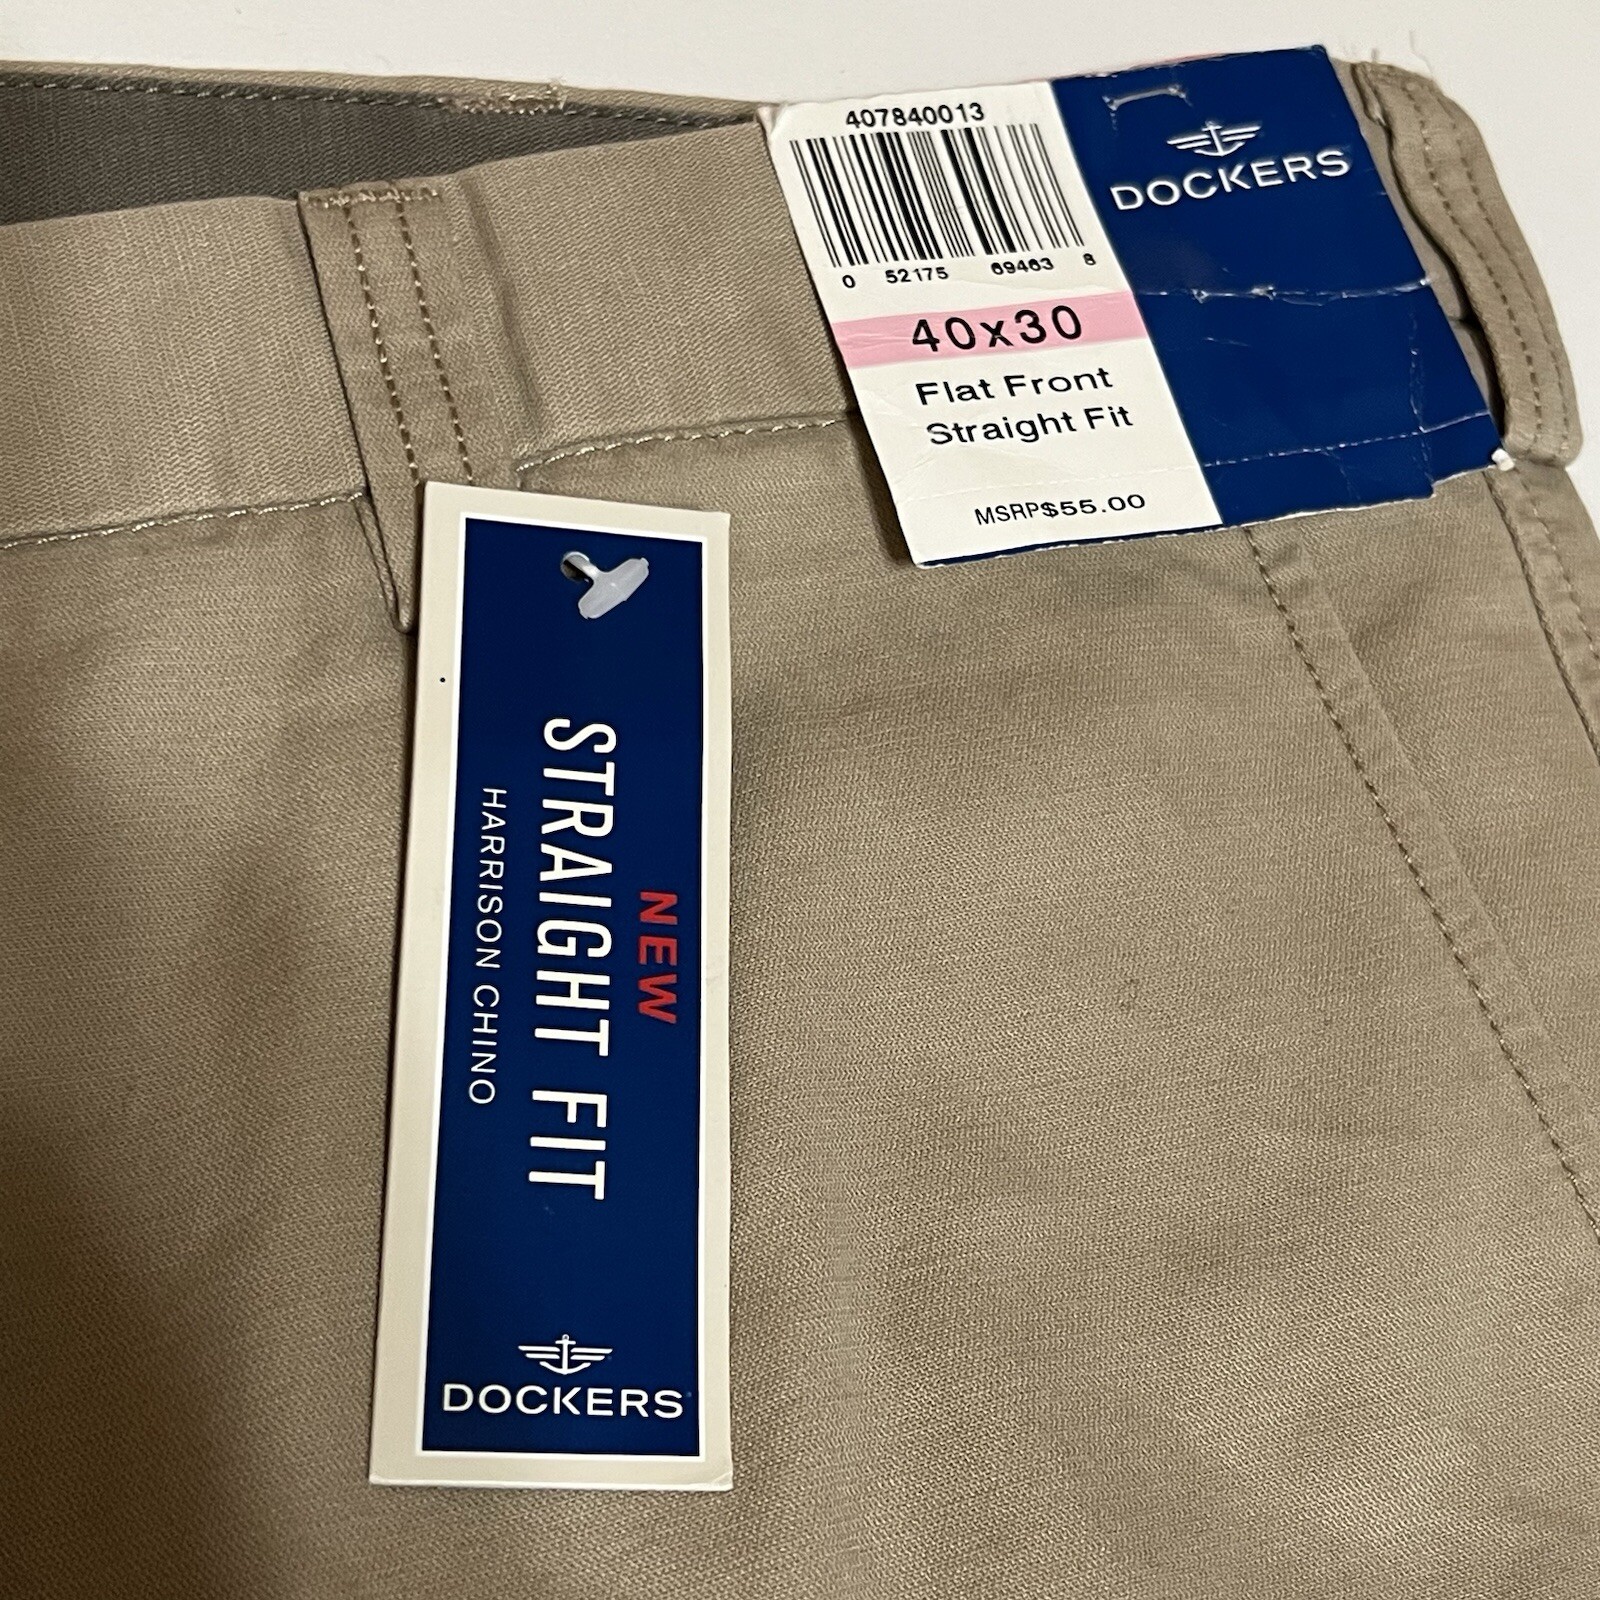 407840013
0 52175 69463 8
40x30
Flat Front
Straight Fit
MSRP$55.00
DOCKERS
NEW
STRAIGHT FIT
HARRISON CHINO
DOCKERS